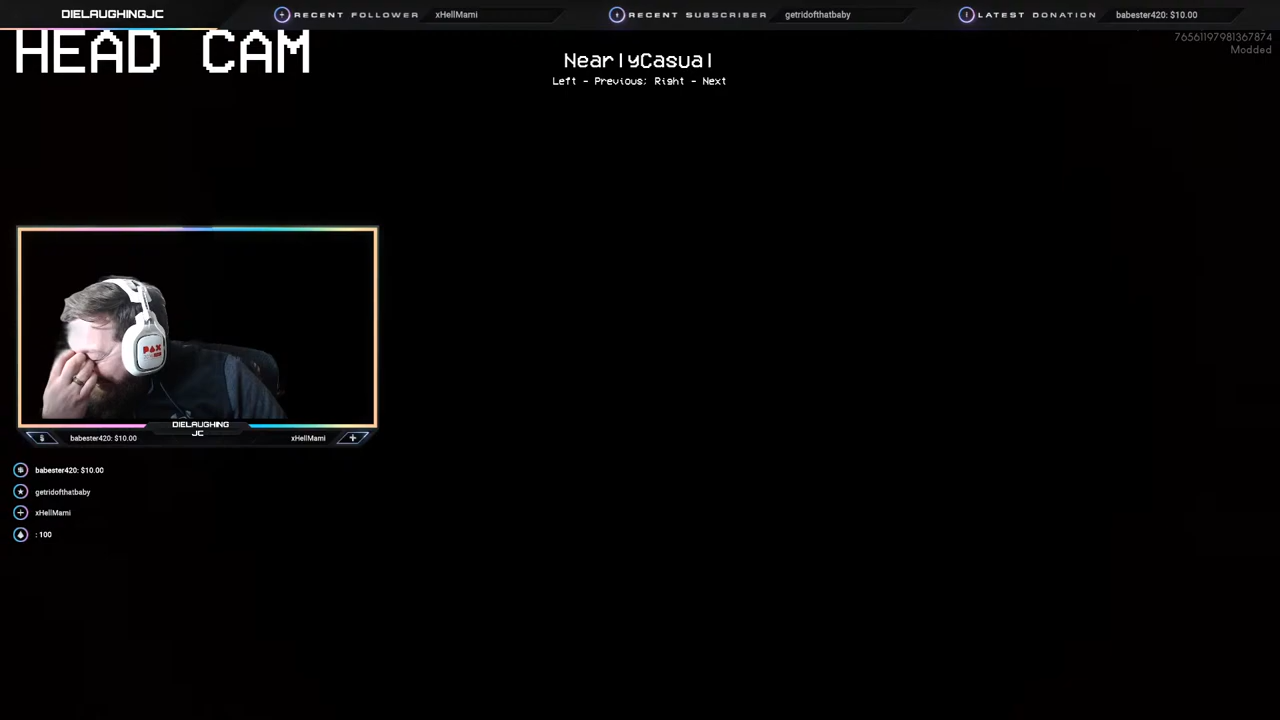 DIELAUGHINGJC
RECENT FOLLOWER xHellMami
RECENT SUBSCRIBER getridofthatbaby
LATEST DONATION babester420: $10.00
HEAD CAM
NearlyCasual
Left - Previous; Right - Next
76561197981367874
Modded
PAX
DIELAUGHING
JC
babester420: $10.00
xHellMami
babester420: $10.00
getridofthatbaby
xHellMami
: 100